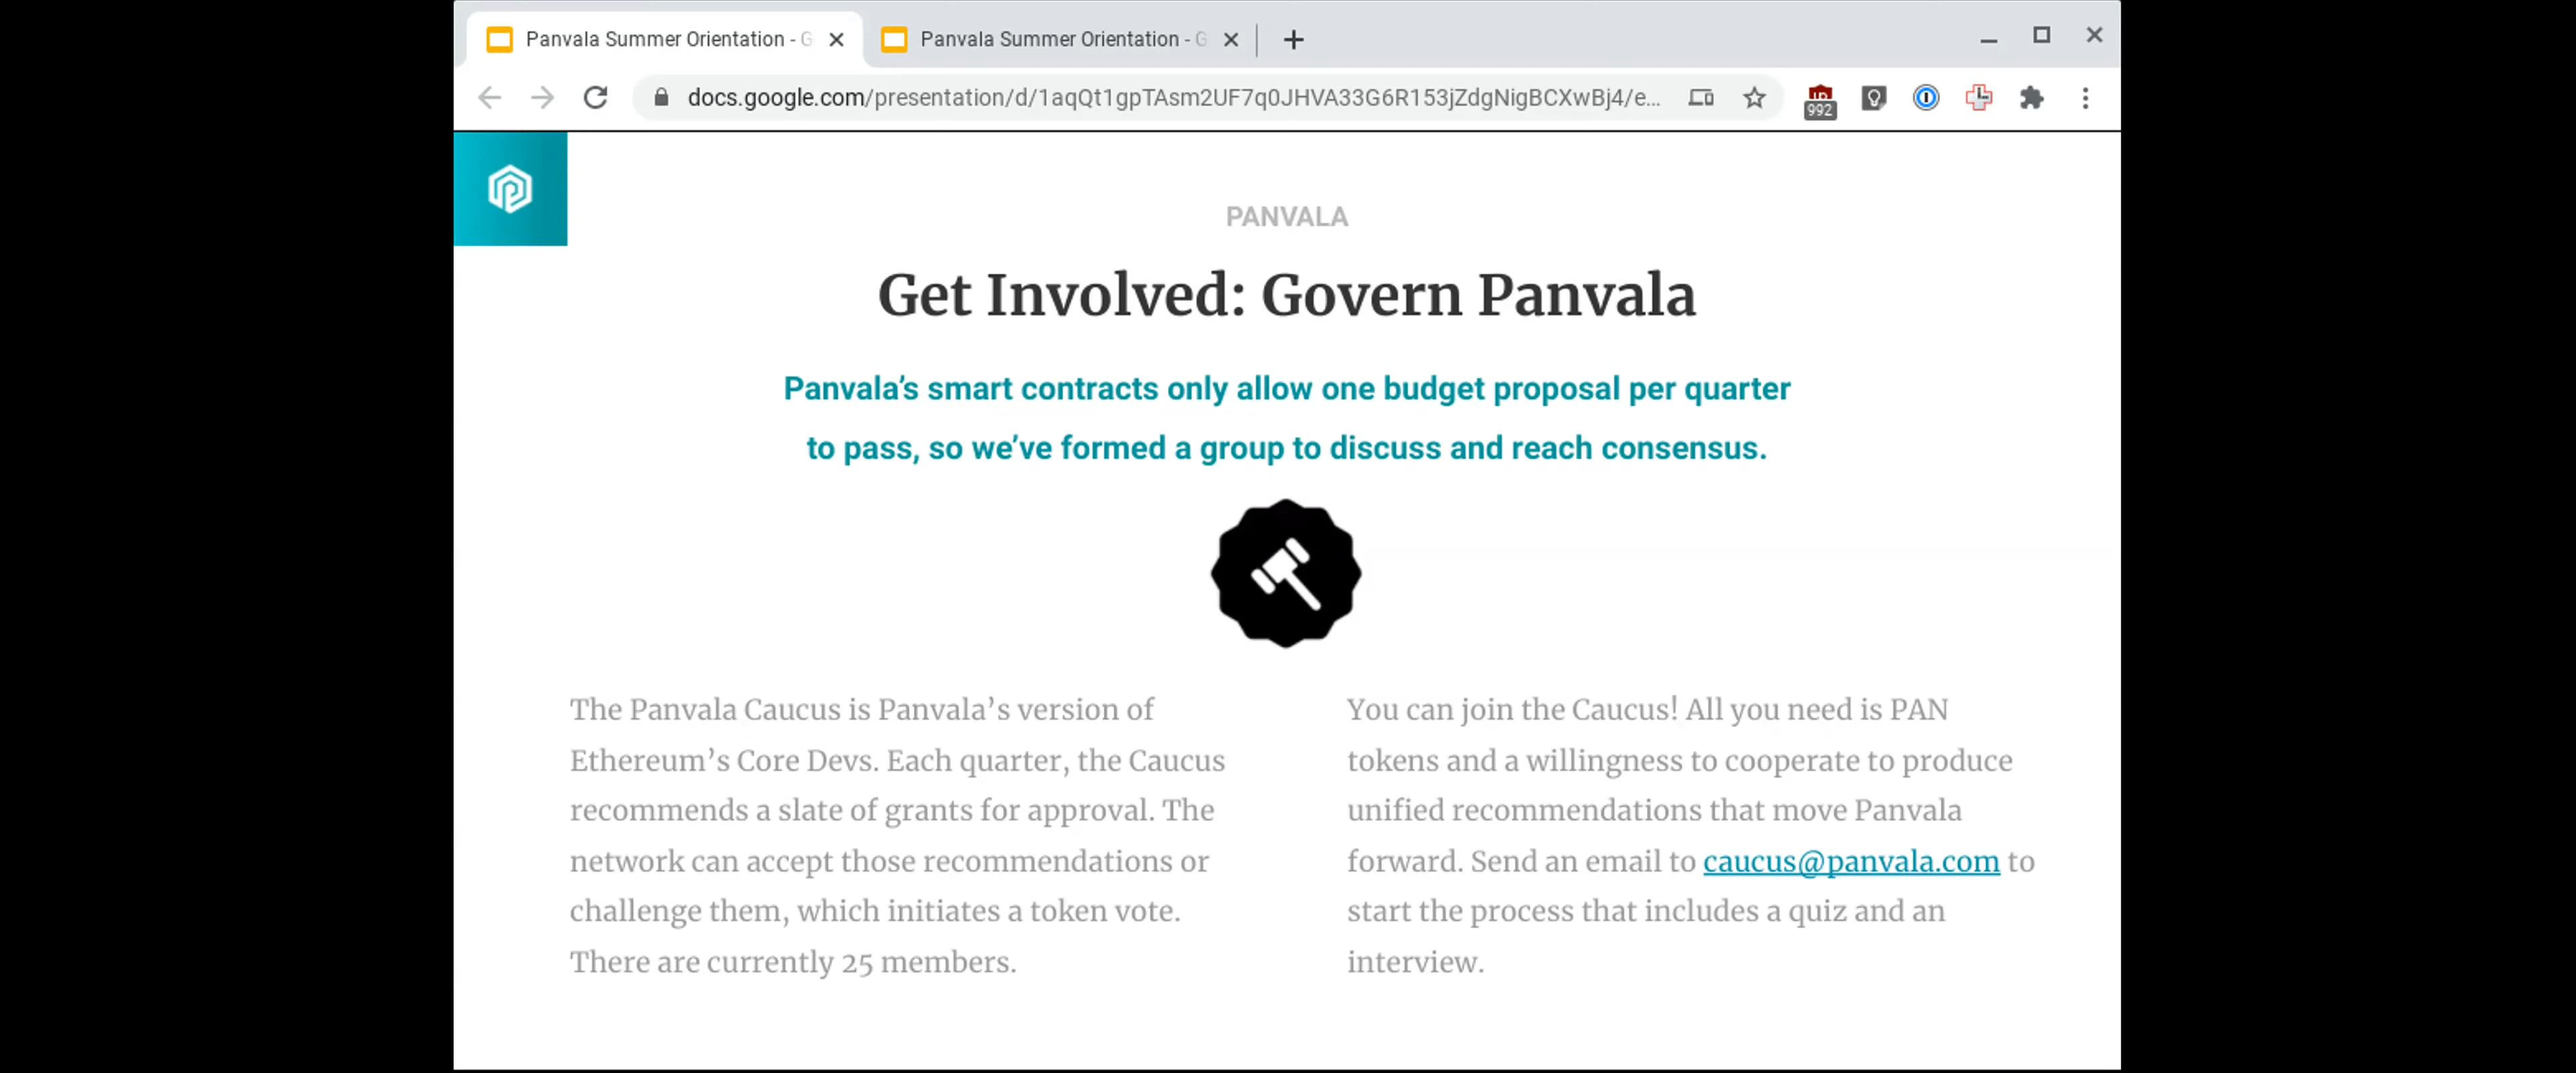 Panvala Summer Orientation - G
Panvala Summer Orientation - G
docs.google.com/presentation/d/1aqQt1gpTAsm2UF7q0JHVA33G6R153jZdgNigBCXwBj4/e...
992
PANVALA
Get Involved: Govern Panvala
Panvala’s smart contracts only allow one budget proposal per quarter
to pass, so we’ve formed a group to discuss and reach consensus.
The Panvala Caucus is Panvala’s version of
Ethereum’s Core Devs. Each quarter, the Caucus
recommends a slate of grants for approval. The
network can accept those recommendations or
challenge them, which initiates a token vote.
There are currently 25 members.
You can join the Caucus! All you need is PAN
tokens and a willingness to cooperate to produce
unified recommendations that move Panvala
forward. Send an email to caucus@panvala.com to
start the process that includes a quiz and an
interview.